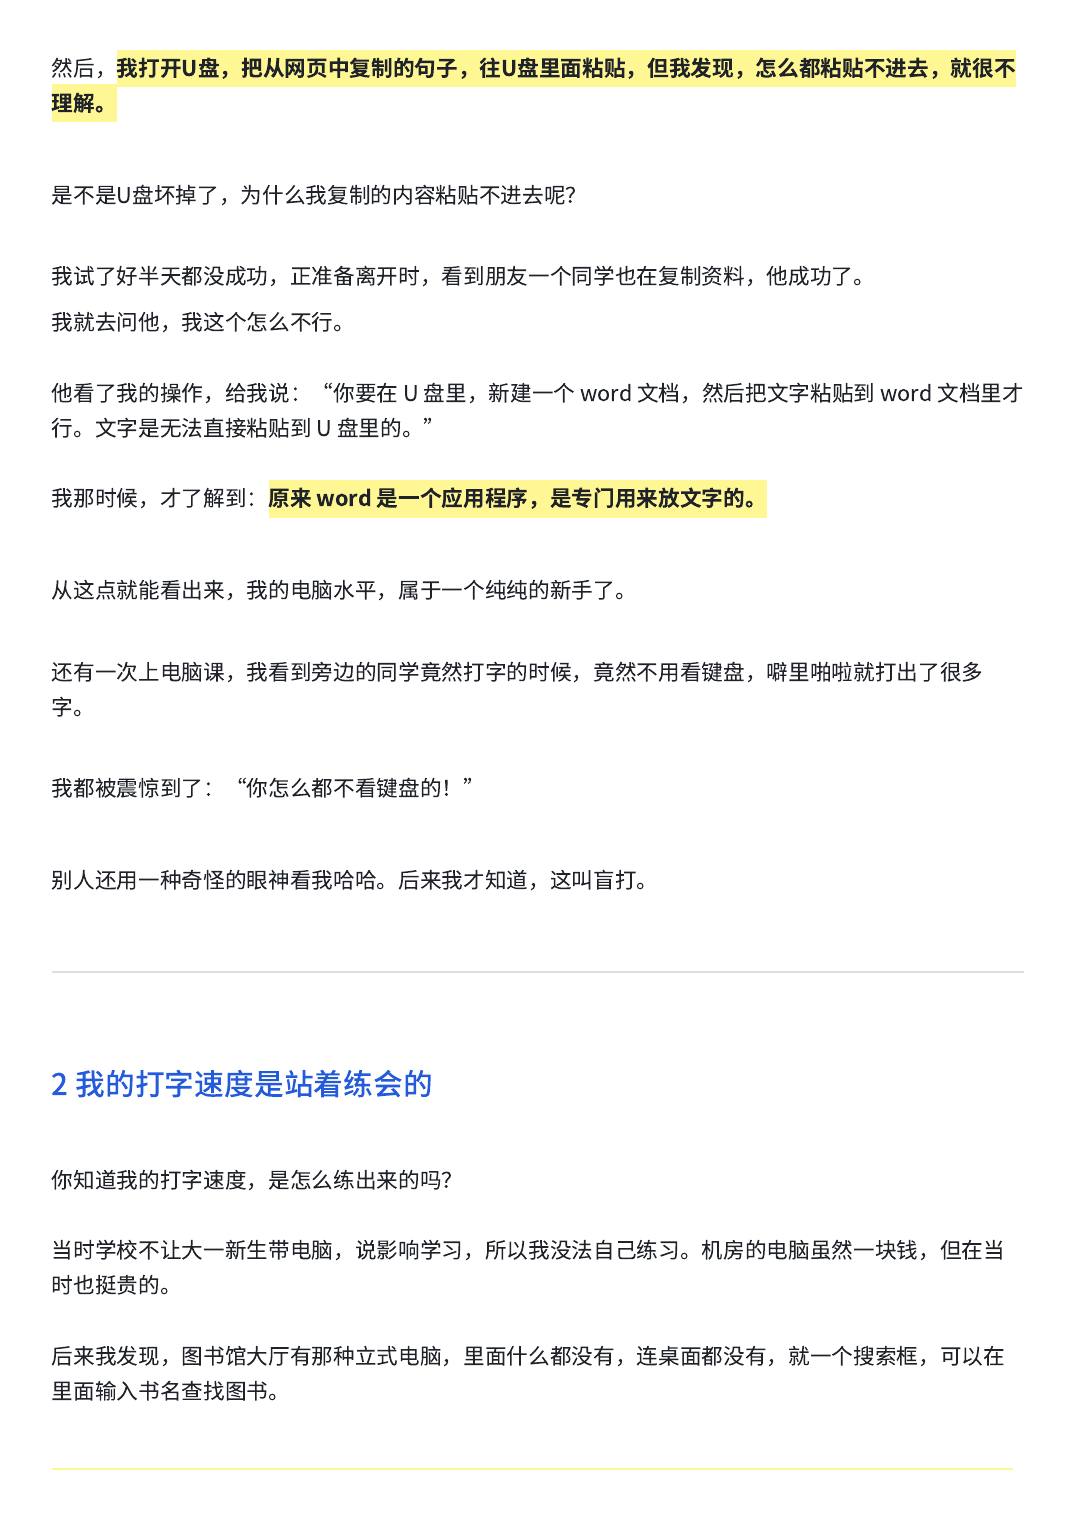 然后，我打开U盘，把从网页中复制的句子，往U盘里面粘贴，但我发现，怎么都粘贴不进去，就很不
理解。
是不是U盘坏掉了，为什么我复制的内容粘贴不进去呢？
我试了好半天都没成功，正准备离开时，看到朋友一个同学也在复制资料，他成功了。
我就去问他，我这个怎么不行。
他看了我的操作，给我说：“你要在 U 盘里，新建一个 word 文档，然后把文字粘贴到 word 文档里才
行。文字是无法直接粘贴到 U 盘里的。”
我那时候，才了解到：原来 word 是一个应用程序，是专门用来放文字的。
从这点就能看出来，我的电脑水平，属于一个纯纯的新手了。
还有一次上电脑课，我看到旁边的同学竟然打字的时候，竟然不用看键盘，噼里啪啦就打出了很多
字。
我都被震惊到了：“你怎么都不看键盘的！”
别人还用一种奇怪的眼神看我哈哈。后来我才知道，这叫盲打。
2 我的打字速度是站着练会的
你知道我的打字速度，是怎么练出来的吗？
当时学校不让大一新生带电脑，说影响学习，所以我没法自己练习。机房的电脑虽然一块钱，但在当
时也挺贵的。
后来我发现，图书馆大厅有那种立式电脑，里面什么都没有，连桌面都没有，就一个搜索框，可以在
里面输入书名查找图书。